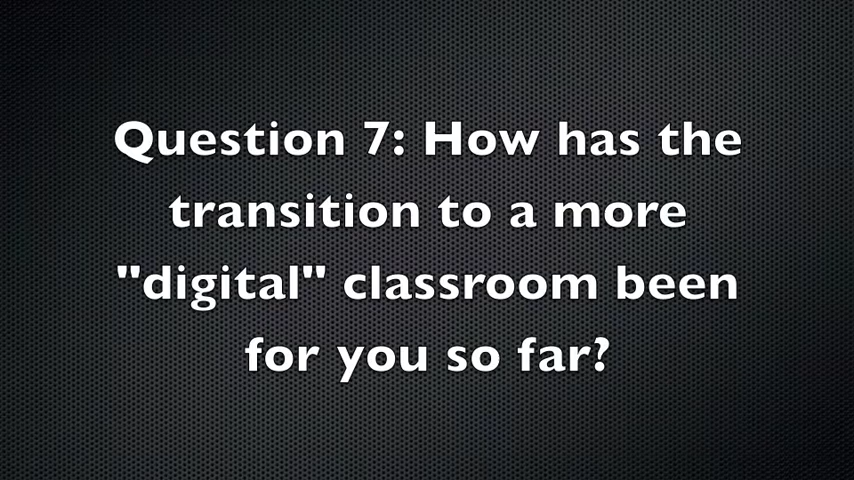 Question 7: How has the
transition to a more
"digital" classroom been
for you so far?